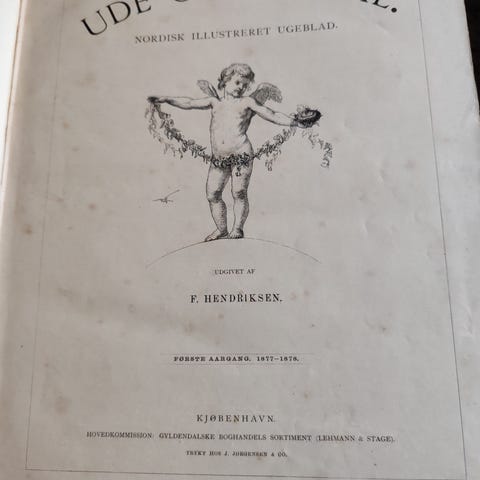 UDE
NORDISK ILLUSTRERET UGEBLAD.
UDGIVET AF
F. HENDRIKSEN.
FØRSTE AARGANG. 1877–1878.
KJØBENHAVN.
HOVEDKOMMISSION: GYLDENDALSKE BOGHANDELS SORTIMENT (LEHMANN & STAGE).
TRYKT HOS J. JØRGENSEN & CO.